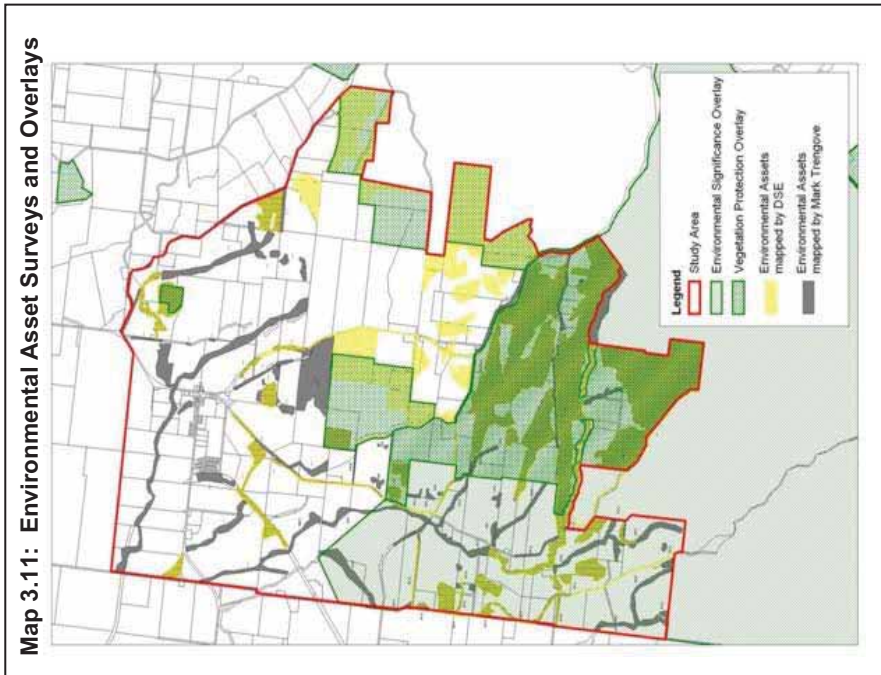 Map 3.11: Environmental Asset Surveys and Overlays
Legend
Study Area
Environmental Significance Overlay
Vegetation Protection Overlay
Environmental Assets
mapped by DSE
Environmental Assets
mapped by Mark Trengove